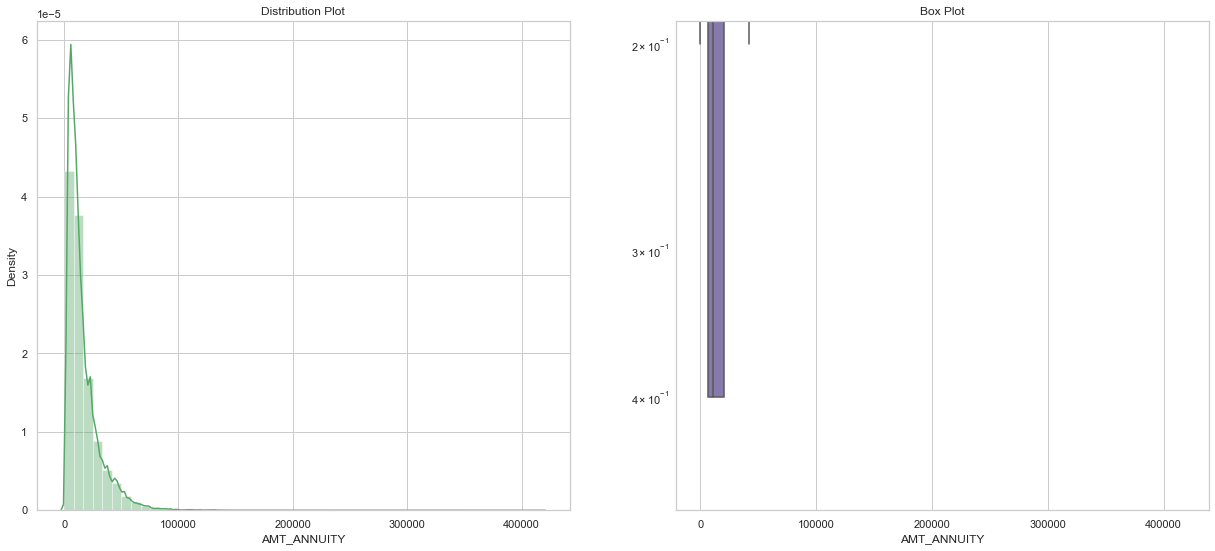 Distribution Plot
1e−5
6
5
4
3
2
1
0
Density
0 100000 200000 300000 400000
AMT_ANNUITY
Box Plot
2 × 10⁻¹
3 × 10⁻¹
4 × 10⁻¹
0 100000 200000 300000 400000
AMT_ANNUITY